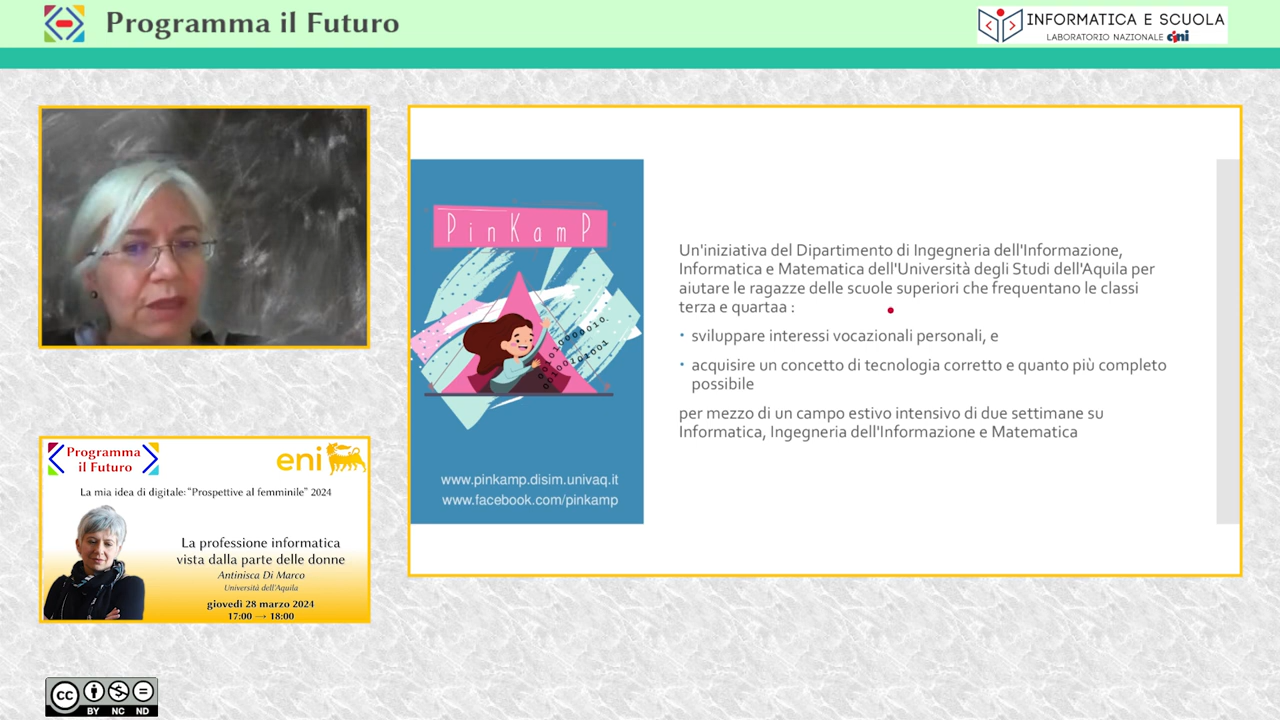 Programma il Futuro
INFORMATICA E SCUOLA
LABORATORIO NAZIONALE cini
PinKamP
01010000010
00100101001
www.pinkamp.disim.univaq.it
www.facebook.com/pinkamp
Un'iniziativa del Dipartimento di Ingegneria dell'Informazione,
Informatica e Matematica dell'Università degli Studi dell'Aquila per
aiutare le ragazze delle scuole superiori che frequentano le classi
terza e quartaa :
• sviluppare interessi vocazionali personali, e
• acquisire un concetto di tecnologia corretto e quanto più completo
possibile
per mezzo di un campo estivo intensivo di due settimane su
Informatica, Ingegneria dell'Informazione e Matematica
Programma
il Futuro
eni
La mia idea di digitale: "Prospettive al femminile" 2024
La professione informatica
vista dalla parte delle donne
Antinisca Di Marco
Università dell'Aquila
giovedì 28 marzo 2024
17:00 → 18:00
cc
BY NC ND